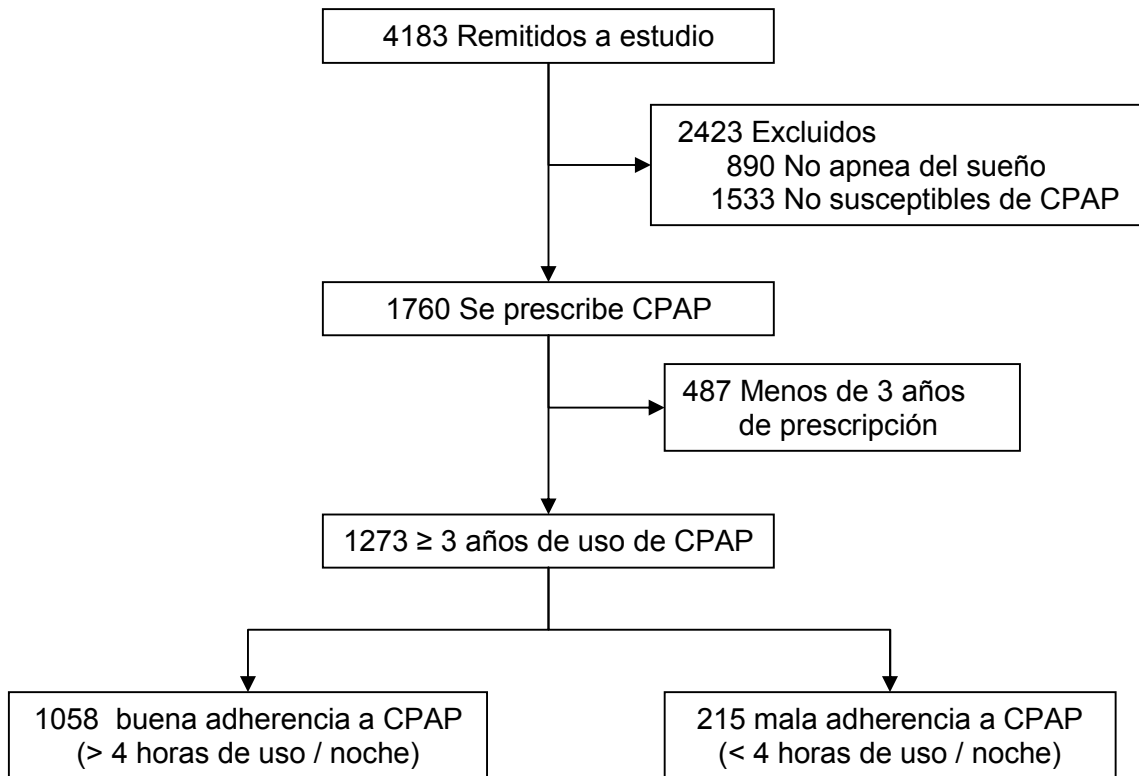 4183 Remitidos a estudio
2423 Excluidos
890 No apnea del sueño
1533 No susceptibles de CPAP
1760 Se prescribe CPAP
487 Menos de 3 años
de prescripción
1273 ≥ 3 años de uso de CPAP
1058 buena adherencia a CPAP
(> 4 horas de uso / noche)
215 mala adherencia a CPAP
(< 4 horas de uso / noche)